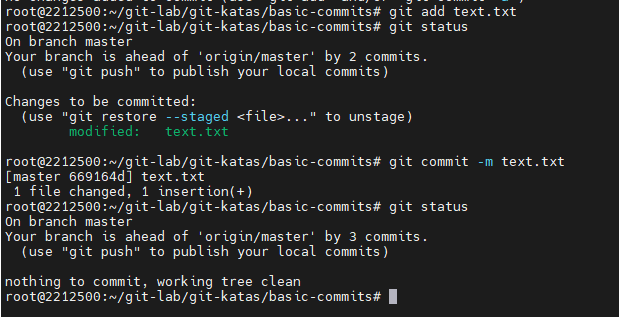 root@2212500:~/git-lab/git-katas/basic-commits# git add text.txt
root@2212500:~/git-lab/git-katas/basic-commits# git status
On branch master
Your branch is ahead of 'origin/master' by 2 commits.
  (use "git push" to publish your local commits)

Changes to be committed:
  (use "git restore --staged <file>..." to unstage)
        modified:   text.txt

root@2212500:~/git-lab/git-katas/basic-commits# git commit -m text.txt
[master 669164d] text.txt
 1 file changed, 1 insertion(+)
root@2212500:~/git-lab/git-katas/basic-commits# git status
On branch master
Your branch is ahead of 'origin/master' by 3 commits.
  (use "git push" to publish your local commits)

nothing to commit, working tree clean
root@2212500:~/git-lab/git-katas/basic-commits#